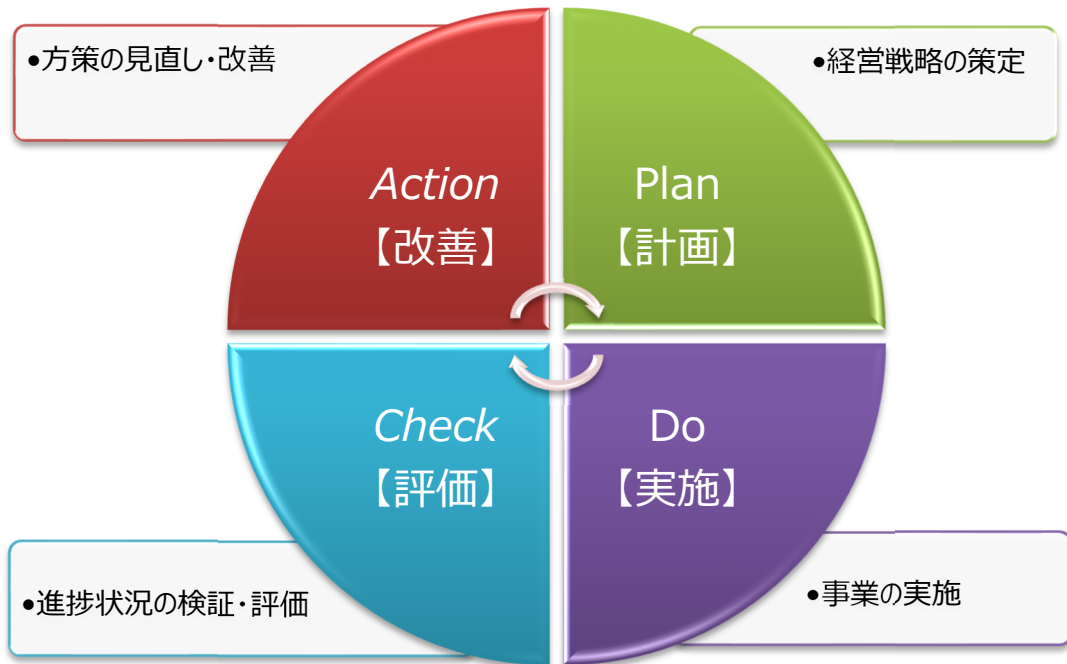 •方策の見直し・改善
•経営戦略の策定
Action
【改善】
Plan
【計画】
Check
【評価】
Do
【実施】
•進捗状況の検証・評価
•事業の実施